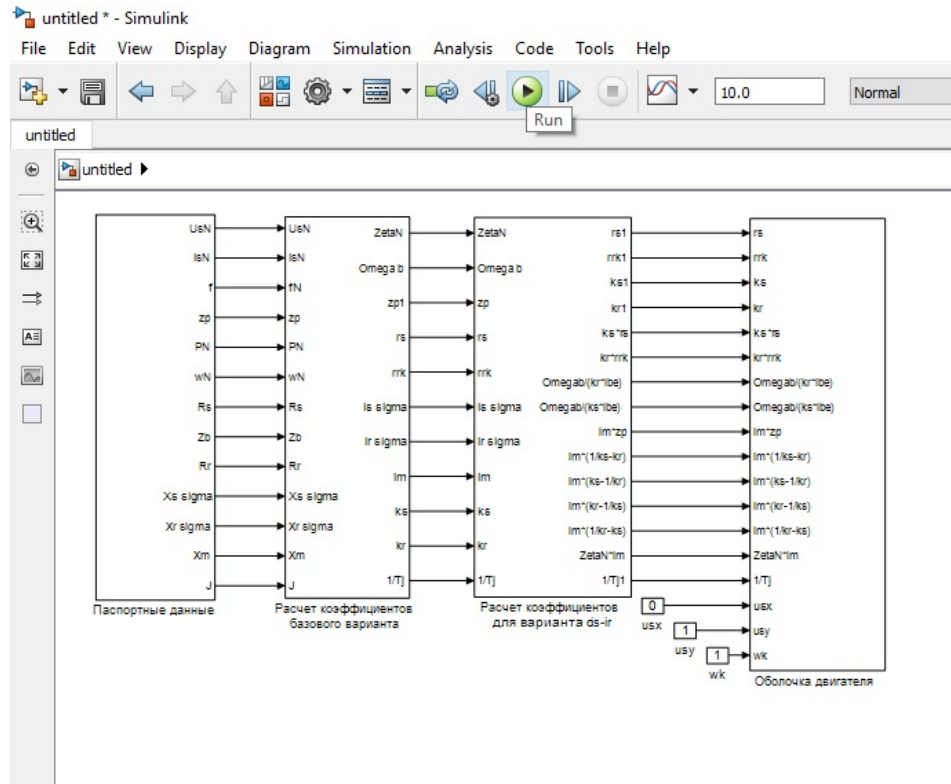 untitled * - Simulink
File Edit View Display Diagram Simulation Analysis Code Tools Help
10.0 Normal
Run
untitled
untitled
UsN
IsN
f
zp
PN
wN
Rs
Zb
Rr
Xs sigma
Xr sigma
Xm
J
Паспортные данные
UsN
IsN
fN
zp
PN
wN
Rs
Zb
Rr
Xs sigma
Xr sigma
Xm
J
ZetaN
Omega b
zp1
rs
rrk
ls sigma
lr sigma
lm
ks
kr
1/Tj
Расчет коэффициентов
базового варианта
ZetaN
Omega b
zp
rs
rrk
ls sigma
lr sigma
lm
ks
kr
1/Tj
rs1
rrk1
ks1
kr1
ks*rs
kr*rrk
Omegab/(kr*lbe)
Omegab/(ks*lbe)
lm*zp
lm*(1/ks-kr)
lm*(ks-1/kr)
lm*(kr-1/ks)
lm*(1/kr-ks)
ZetaN*lm
1/Tj1
Расчет коэффициентов
для варианта ds-ir
0
usx
1
usy
1
wk
rs
rrk
ks
kr
ks*rs
kr*rrk
Omegab/(kr*lbe)
Omegab/(ks*lbe)
lm*zp
lm*(1/ks-kr)
lm*(ks-1/kr)
lm*(kr-1/ks)
lm*(1/kr-ks)
ZetaN*lm
1/Tj
usx
usy
wk
Оболочка двигателя